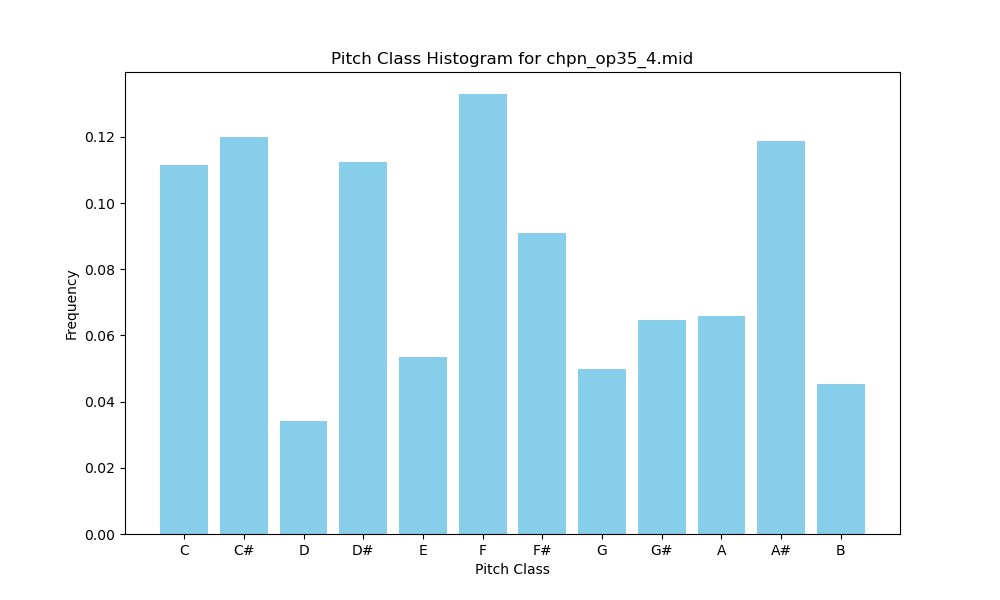 Pitch Class Histogram for chpn_op35_4.mid
Frequency
0.12
0.10
0.08
0.06
0.04
0.02
0.00
C C# D D# E F F# G G# A A# B
Pitch Class